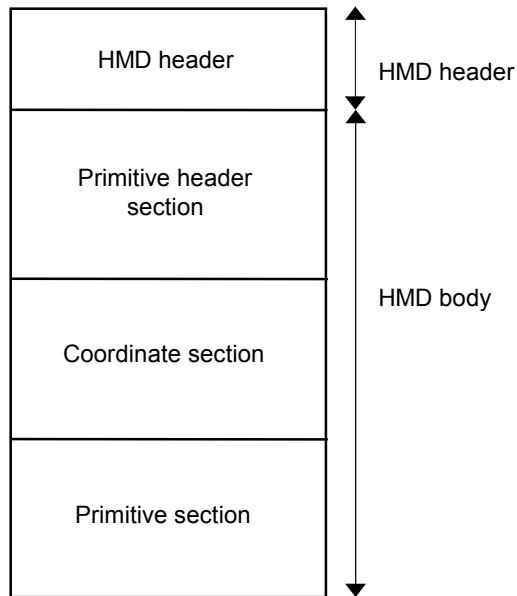 HMD header
HMD header
Primitive header
section
HMD body
Coordinate section
Primitive section